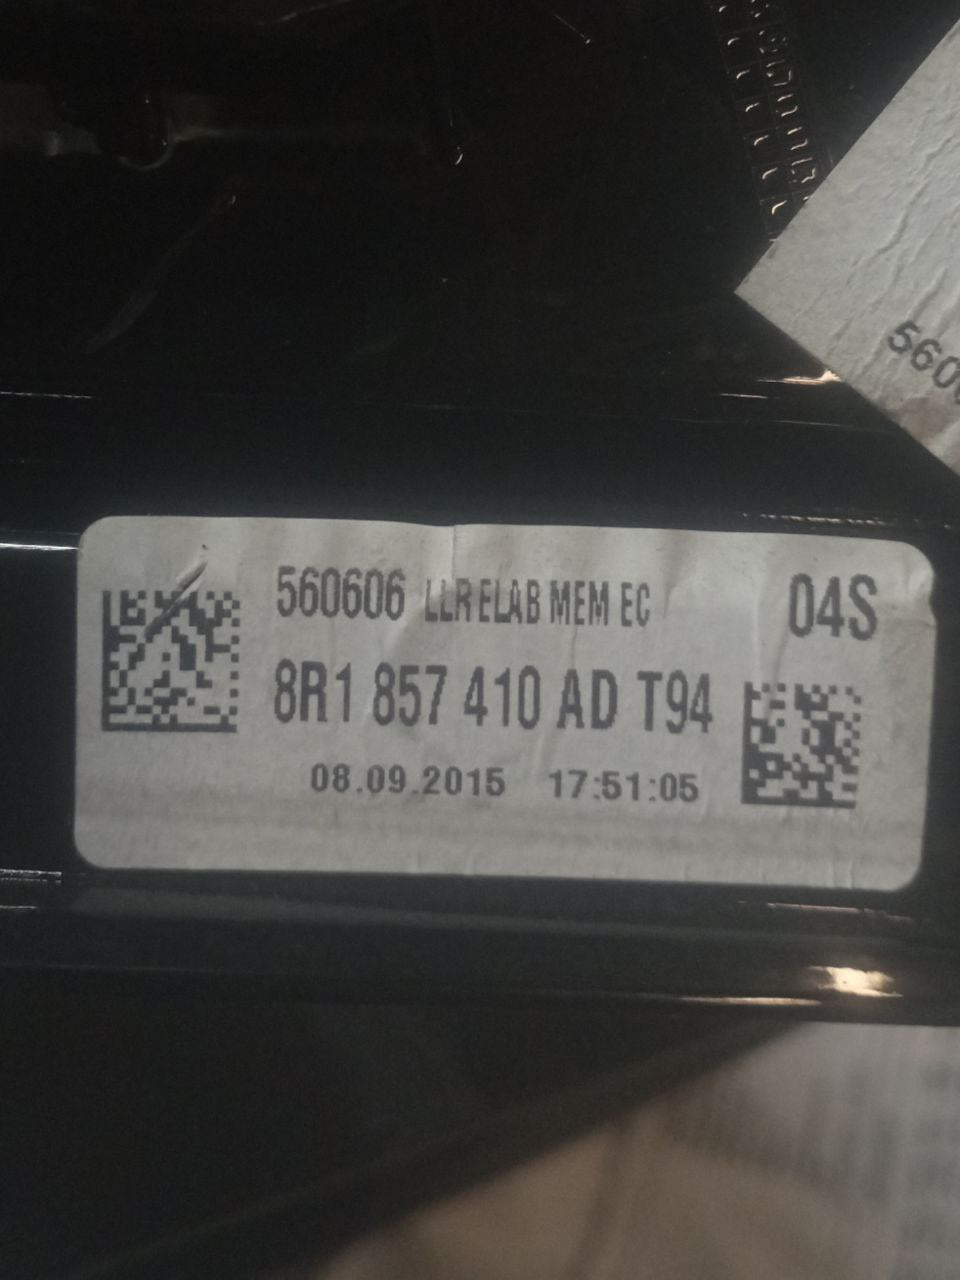 560
560606 LLR ELAB MEM EC 04S
8R1 857 410 AD T94
08.09.2015 17:51:05